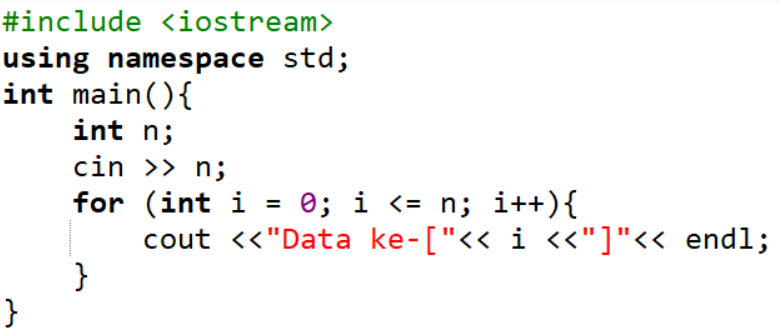 #include <iostream>
using namespace std;
int main(){
    int n;
    cin >> n;
    for (int i = 0; i <= n; i++){
        cout <<"Data ke-["<< i <<"]"<< endl;
    }
}